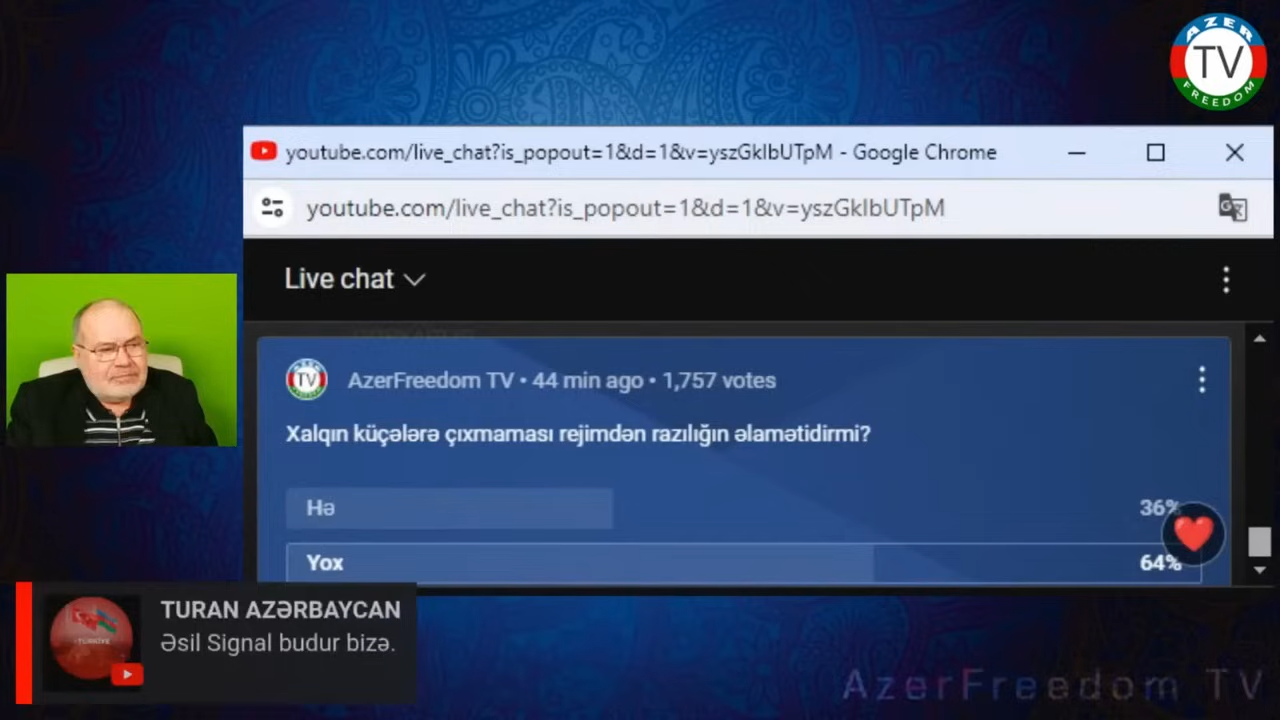 AZER
TV
FREEDOM
youtube.com/live_chat?is_popout=1&d=1&v=yszGkIbUTpM - Google Chrome
youtube.com/live_chat?is_popout=1&d=1&v=yszGkIbUTpM
Live chat
AzerFreedom TV • 44 min ago • 1,757 votes
Xalqın küçələrə çıxmaması rejimdən razılığın əlamətidirmi?
Hə 36%
Yox 64%
TURAN AZƏRBAYCAN
Əsil Signal budur bizə.
AzerFreedom TV